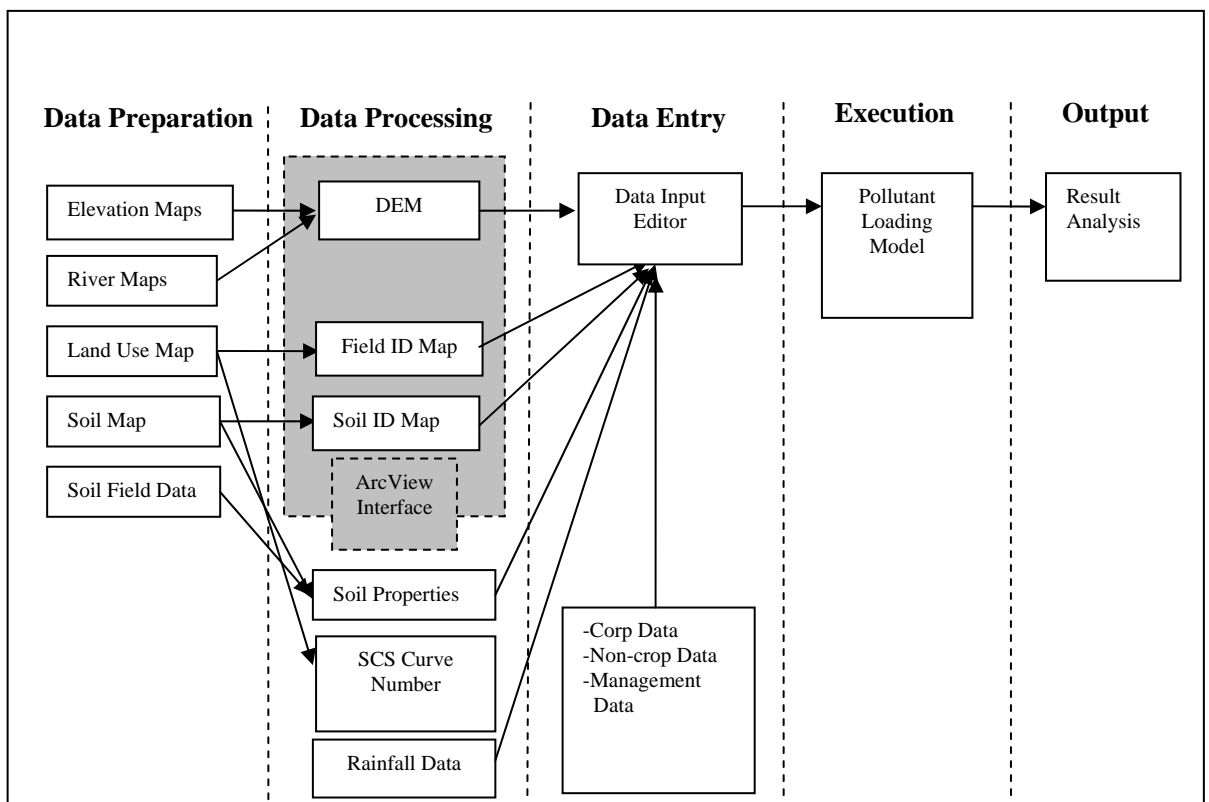 Data Preparation
Data Processing
Data Entry
Execution
Output
Elevation Maps
River Maps
Land Use Map
Soil Map
Soil Field Data
DEM
Field ID Map
Soil ID Map
ArcView
Interface
Soil Properties
SCS Curve
Number
Rainfall Data
Data Input
Editor
-Corp Data
-Non-crop Data
-Management
Data
Pollutant
Loading
Model
Result
Analysis